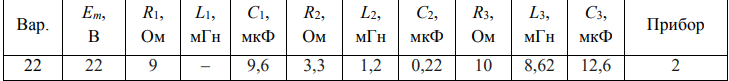 Вар. Em, В R1, Ом L1, мГн C1, мкФ R2, Ом L2, мГн C2, мкФ R3, Ом L3, мГн C3, мкФ Прибор
22 22 9 – 9,6 3,3 1,2 0,22 10 8,62 12,6 2